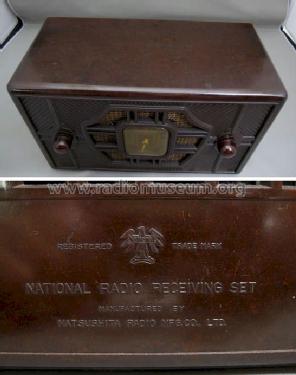 www.radiomuseum.org
REGISTERED TRADE MARK
NATIONAL RADIO RECEIVING SET
MANUFACTURED BY
MATSUSHITA RADIO MFG. CO. LTD.